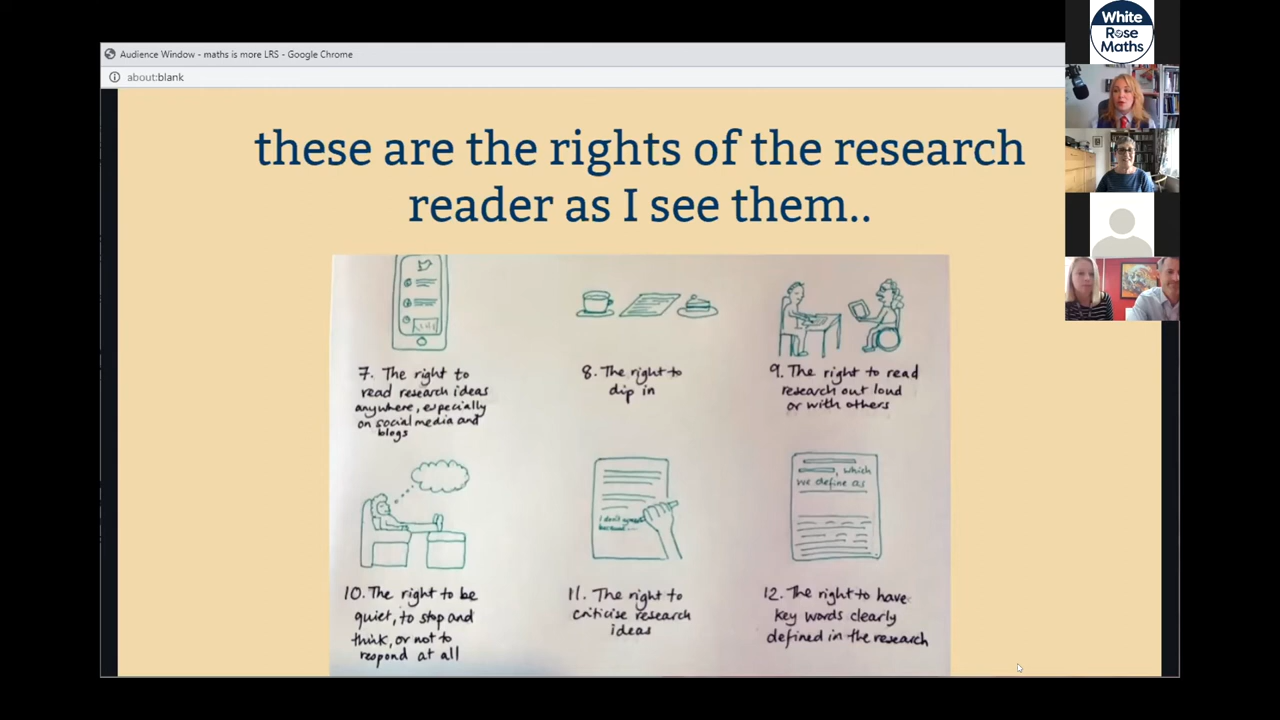 White
Rose
Maths
Audience Window - maths is more LRS - Google Chrome
about:blank
these are the rights of the research
reader as I see them..
7. The right to
read research ideas
anywhere, especially
on social media and
blogs
8. The right to
dip in
9. The right to read
research out loud
or with others
, which
we define as
I don't agree
because...
10. The right to be
quiet, to stop and
think, or not to
respond at all
11. The right to
criticise research
ideas
12. The right to have
key words clearly
defined in the research